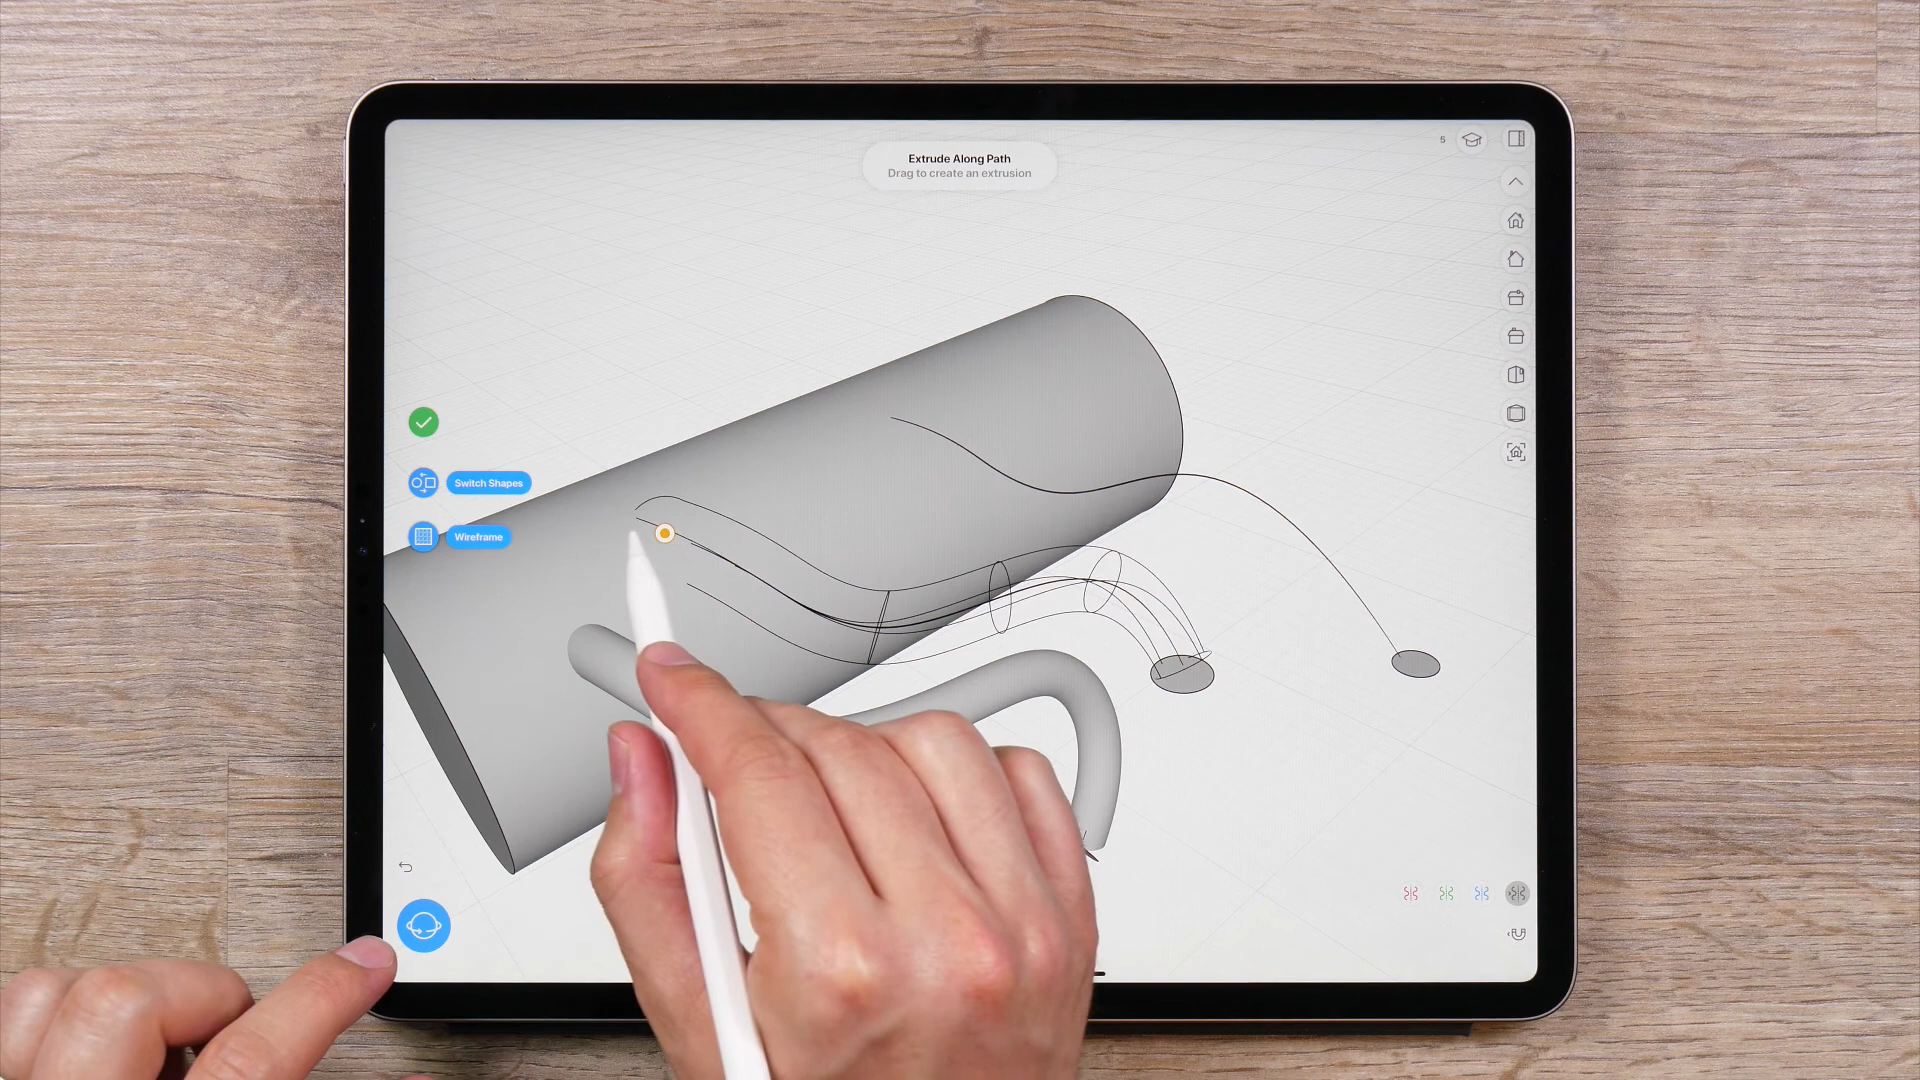 Extrude Along Path
Drag to create an extrusion
5
Switch Shapes
Wireframe